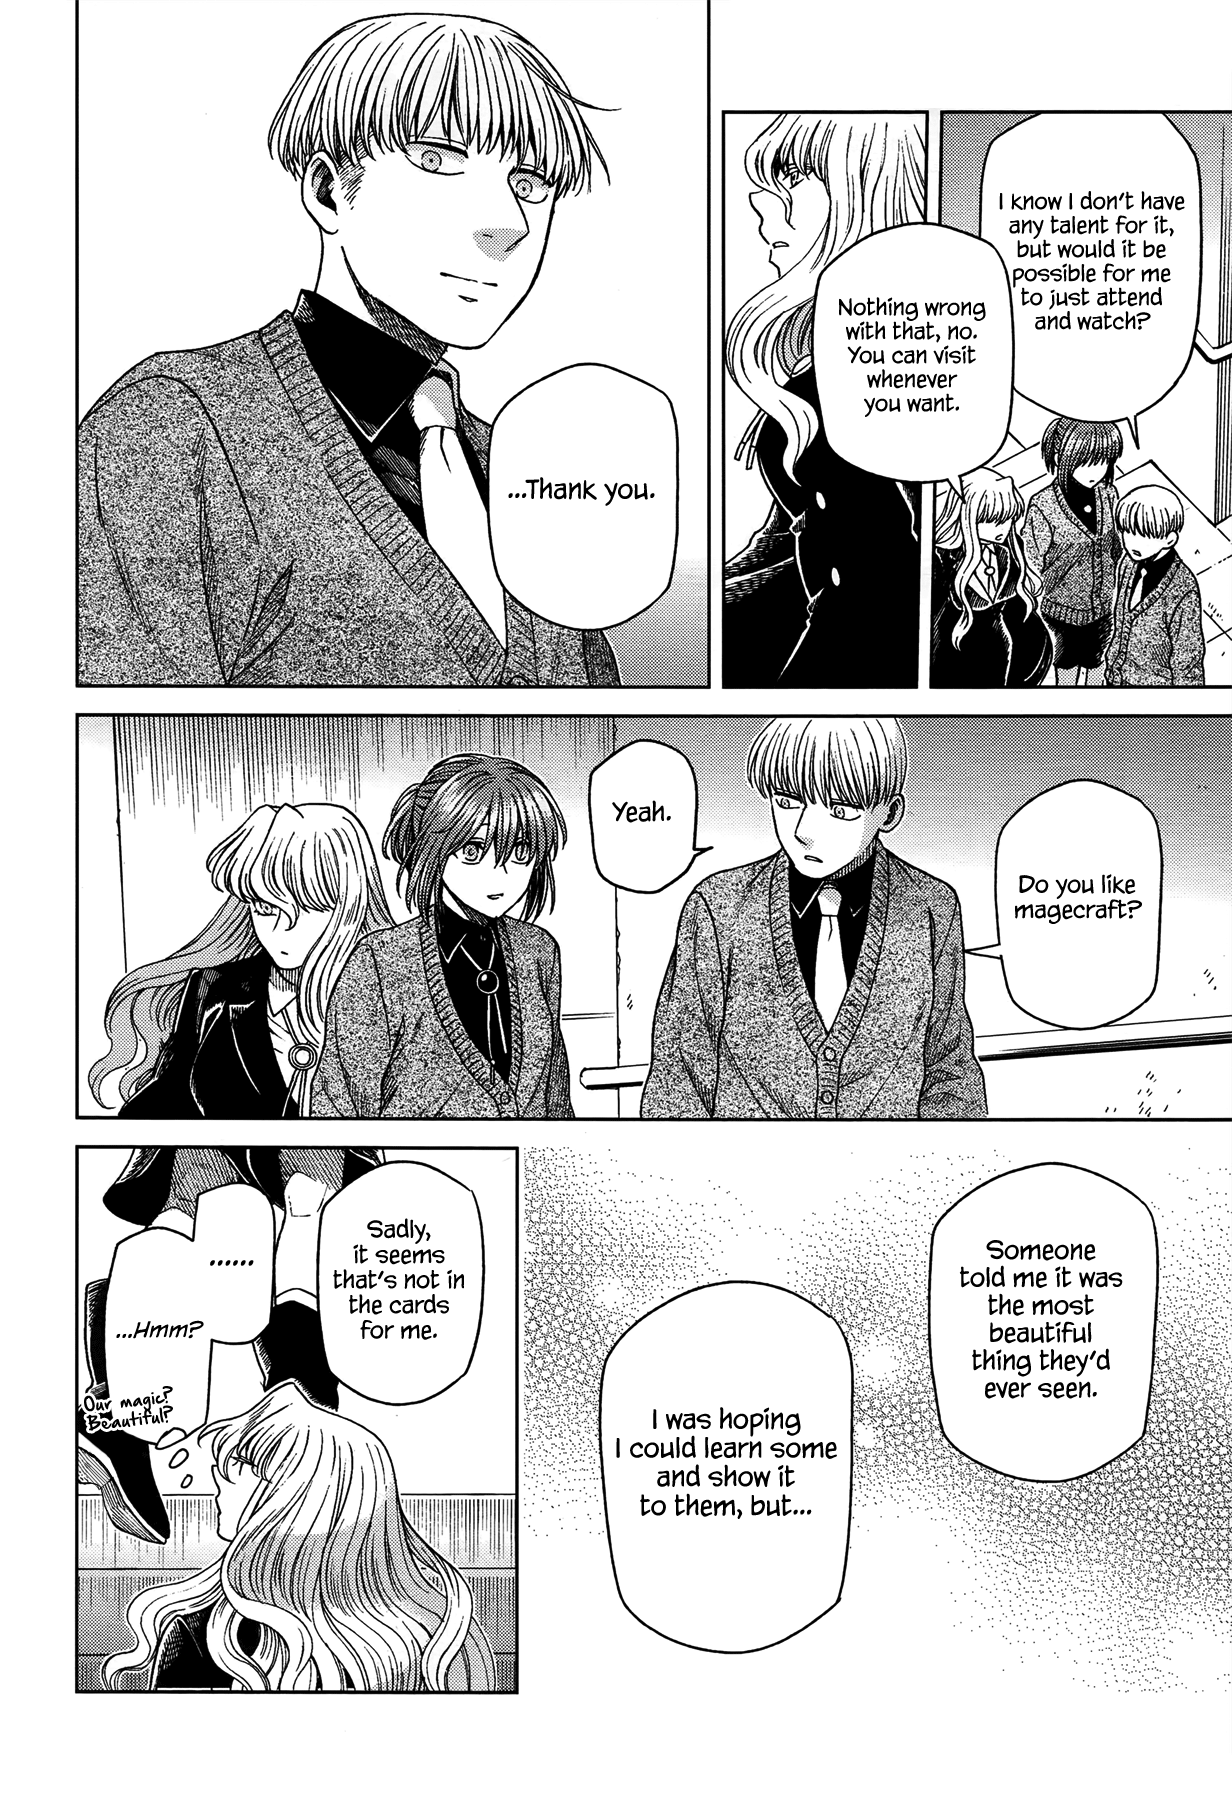 I know I don't have
any talent for it,
but would it be
possible for me
to just attend
and watch?
Nothing wrong
with that, no.
You can visit
whenever
you want.
...Thank you.
Do you like
magecraft?
Yeah.
Someone
told me it was
the most
beautiful
thing they'd
ever seen.
I was hoping
I could learn some
and show it
to them, but...
Sadly,
it seems
that's not in
the cards
for me.
......
...Hmm?
Our magic?
Beautiful?